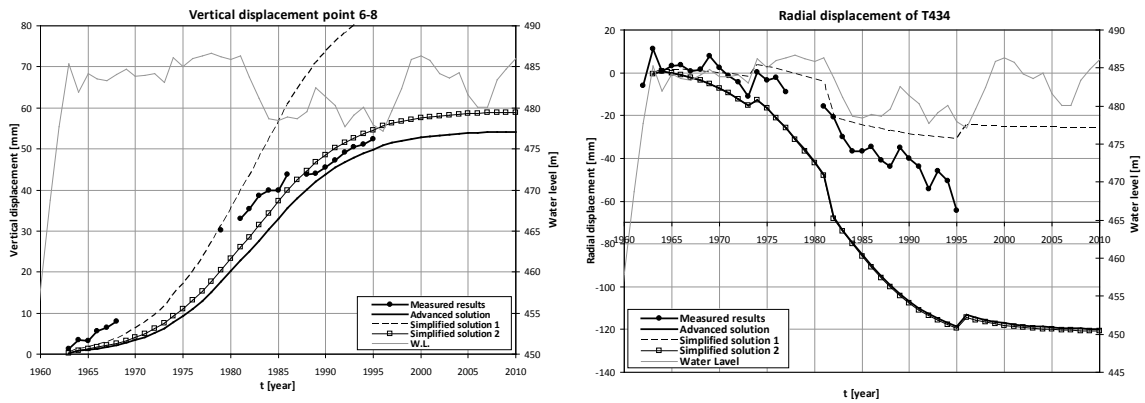 Vertical displacement point 6-8
80
70
60
50
40
30
20
10
0
Vertical displacement [mm]
490
485
480
475
470
465
460
455
450
Water level [m]
1960 1965 1970 1975 1980 1985 1990 1995 2000 2005 2010
t [year]
Measured results
Advanced solution
Simplified solution 1
Simplified solution 2
W.L.
Radial displacement of T434
20
0
-20
-40
-60
-80
-100
-120
-140
Radial displacement [mm]
490
485
480
475
470
465
460
455
450
445
Water level [m]
1960 1965 1970 1975 1980 1985 1990 1995 2000 2005 2010
Measured results
Advanced solution
Simplified solution 1
Simplified solution 2
Water Lavel
t [year]